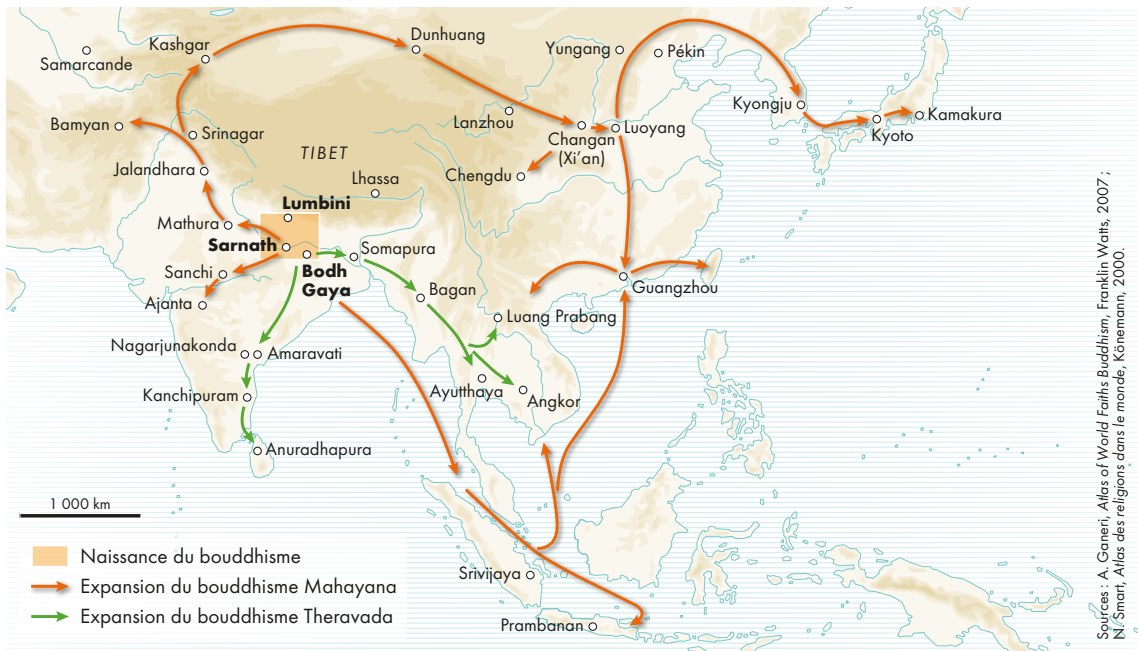 Samarcande
Kashgar
Dunhuang
Yungang
Pékin
Bamyan
Srinagar
Lanzhou
Changan
(Xi'an)
Luoyang
Kyongju
Kyoto
Kamakura
TIBET
Jalandhara
Lhassa
Chengdu
Lumbini
Mathura
Sarnath
Somapura
Bodh
Gaya
Sanchi
Ajanta
Bagan
Guangzhou
Luang Prabang
Nagarjunakonda
Amaravati
Kanchipuram
Ayutthaya
Angkor
Anuradhapura
1 000 km
Srivijaya
Prambanan
Naissance du bouddhisme
Expansion du bouddhisme Mahayana
Expansion du bouddhisme Theravada
Sources : A. Ganeri, Atlas of World Faiths Buddhism, Franklin Watts, 2007 ;
N. Smart, Atlas des religions dans le monde, Könemann, 2000.